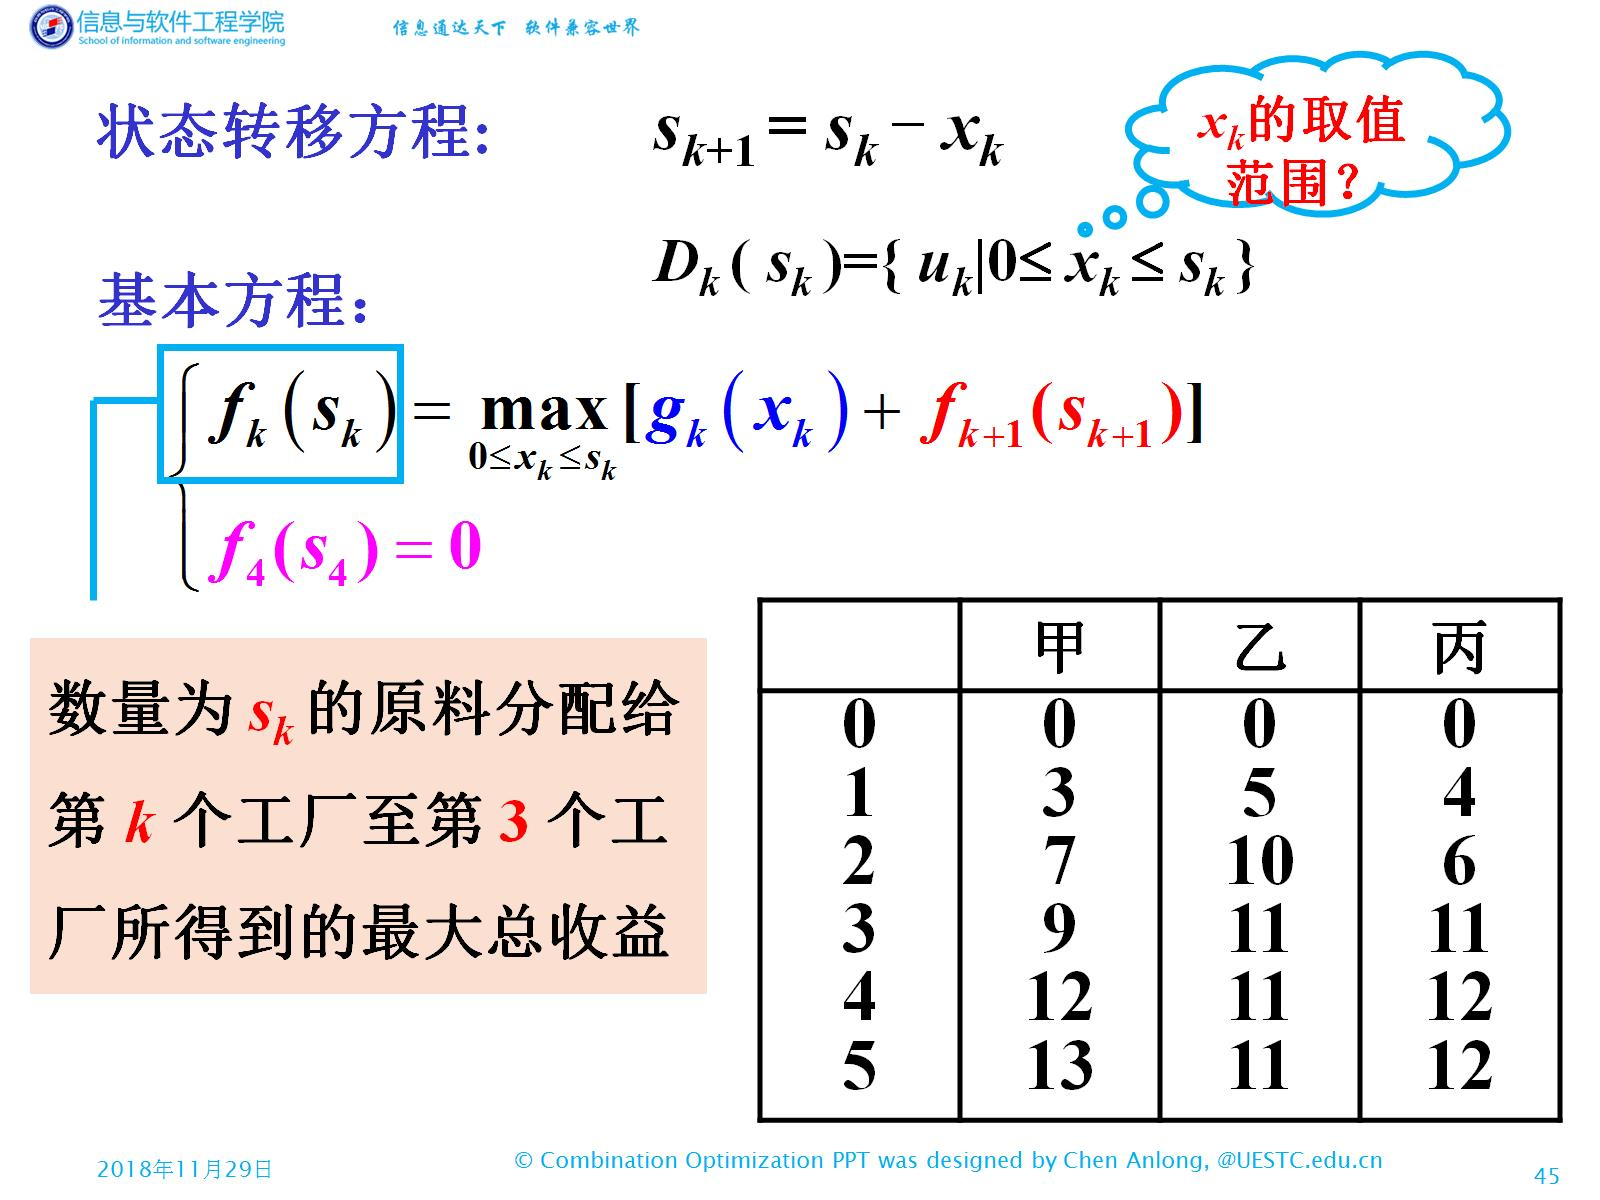 信息与软件工程学院
School of information and software engineering
信息通达天下 软件兼容世界
状态转移方程: s_{k+1} = s_k − x_k
x_k的取值
范围？
D_k ( s_k )={ u_k|0≤ x_k ≤ s_k }
基本方程：
f_k (s_k) = max_{0≤x_k≤s_k} [g_k (x_k) + f_{k+1}(s_{k+1})]
f_4(s_4) = 0
数量为 s_k 的原料分配给
第 k 个工厂至第 3 个工
厂所得到的最大总收益
甲 乙 丙
0 0 0 0
1 3 5 4
2 7 10 6
3 9 11 11
4 12 11 12
5 13 11 12
2018年11月29日
© Combination Optimization PPT was designed by Chen Anlong, @UESTC.edu.cn
45